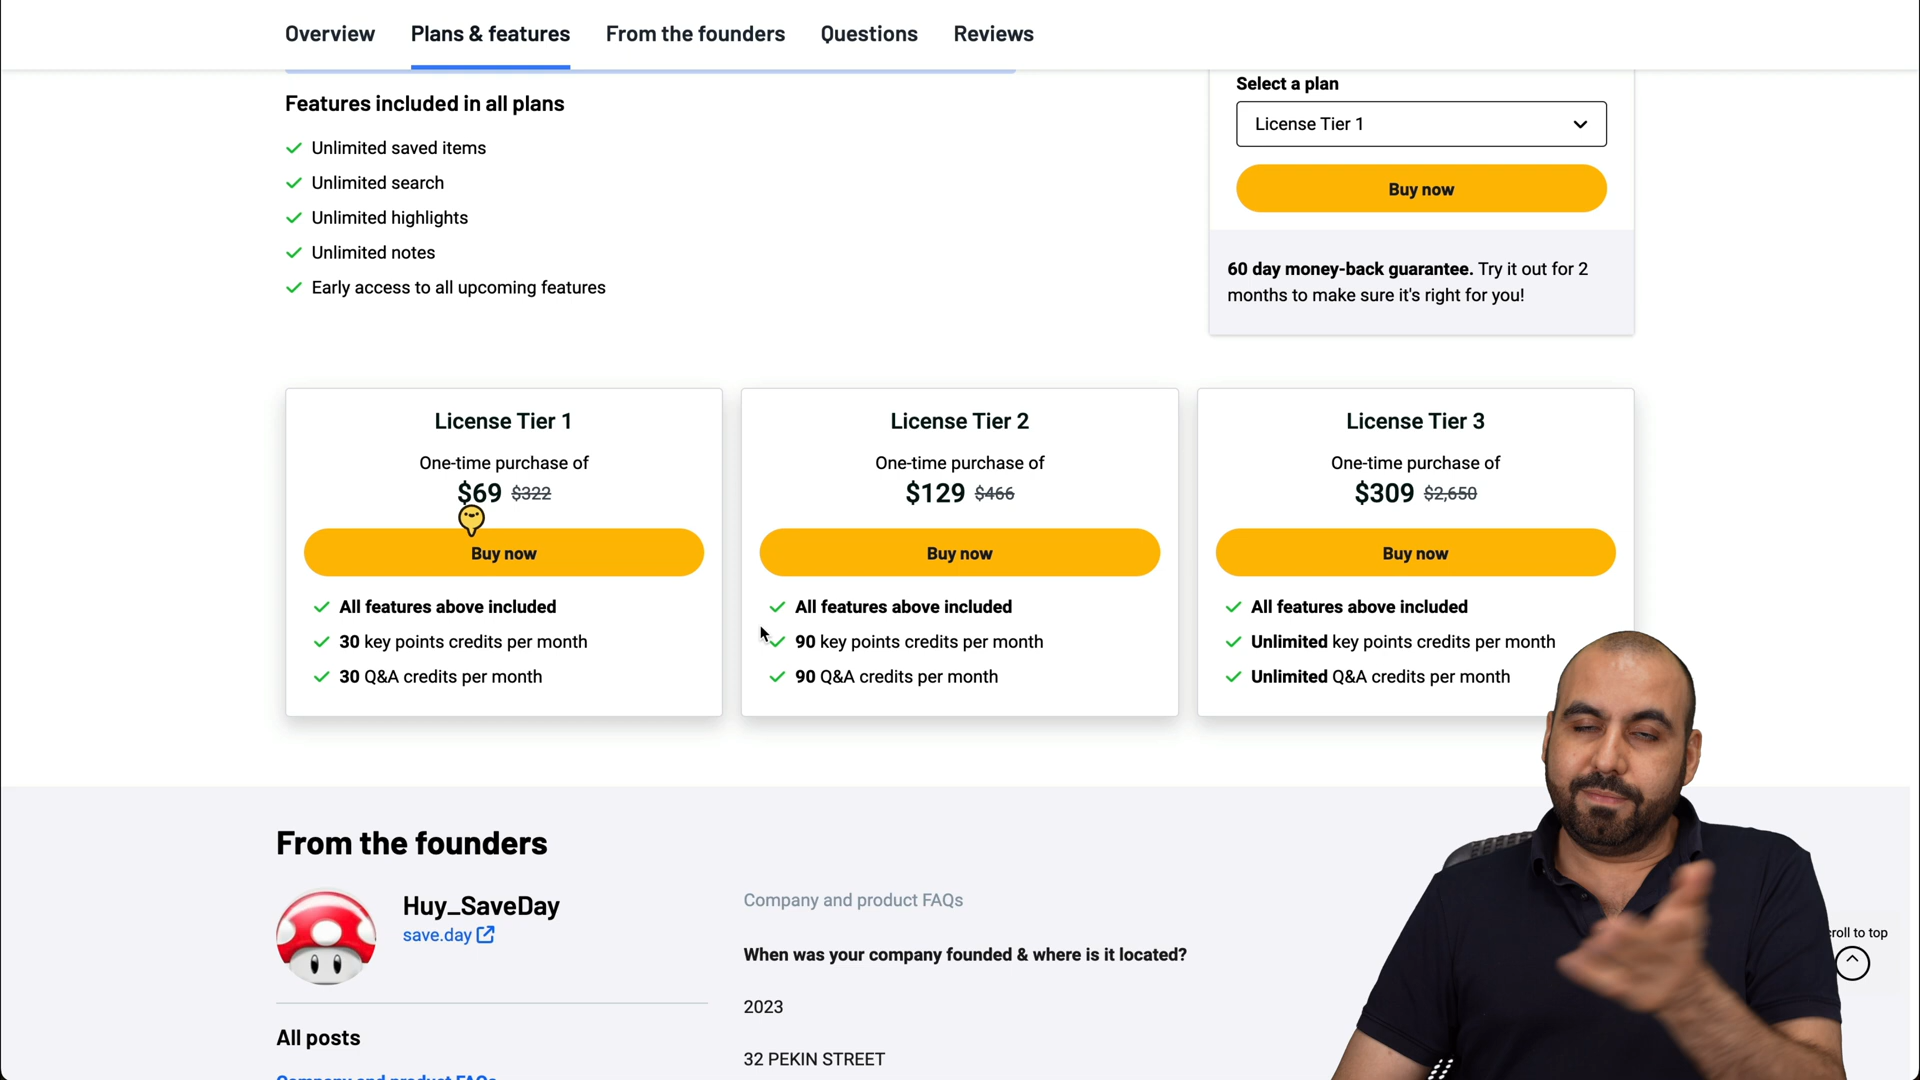 Overview Plans & features From the founders Questions Reviews
Features included in all plans
Unlimited saved items
Unlimited search
Unlimited highlights
Unlimited notes
Early access to all upcoming features
Select a plan
License Tier 1
Buy now
60 day money-back guarantee. Try it out for 2
months to make sure it's right for you!
License Tier 1
One-time purchase of
$69 $322
Buy now
All features above included
30 key points credits per month
30 Q&A credits per month
License Tier 2
One-time purchase of
$129 $466
Buy now
All features above included
90 key points credits per month
90 Q&A credits per month
License Tier 3
One-time purchase of
$309 $2,650
Buy now
All features above included
Unlimited key points credits per month
Unlimited Q&A credits per month
From the founders
Huy_SaveDay
save.day
All posts
Company and product FAQs
Company and product FAQs
When was your company founded & where is it located?
2023
32 PEKIN STREET
croll to top